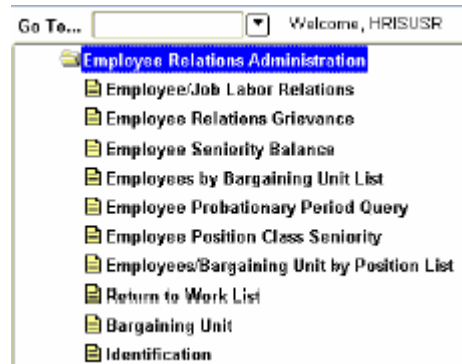 Go To... Welcome, HRISUSR
Employee Relations Administration
Employee/Job Labor Relations
Employee Relations Grievance
Employee Seniority Balance
Employees by Bargaining Unit List
Employee Probationary Period Query
Employee Position Class Seniority
Employees/Bargaining Unit by Position List
Return to Work List
Bargaining Unit
Identification